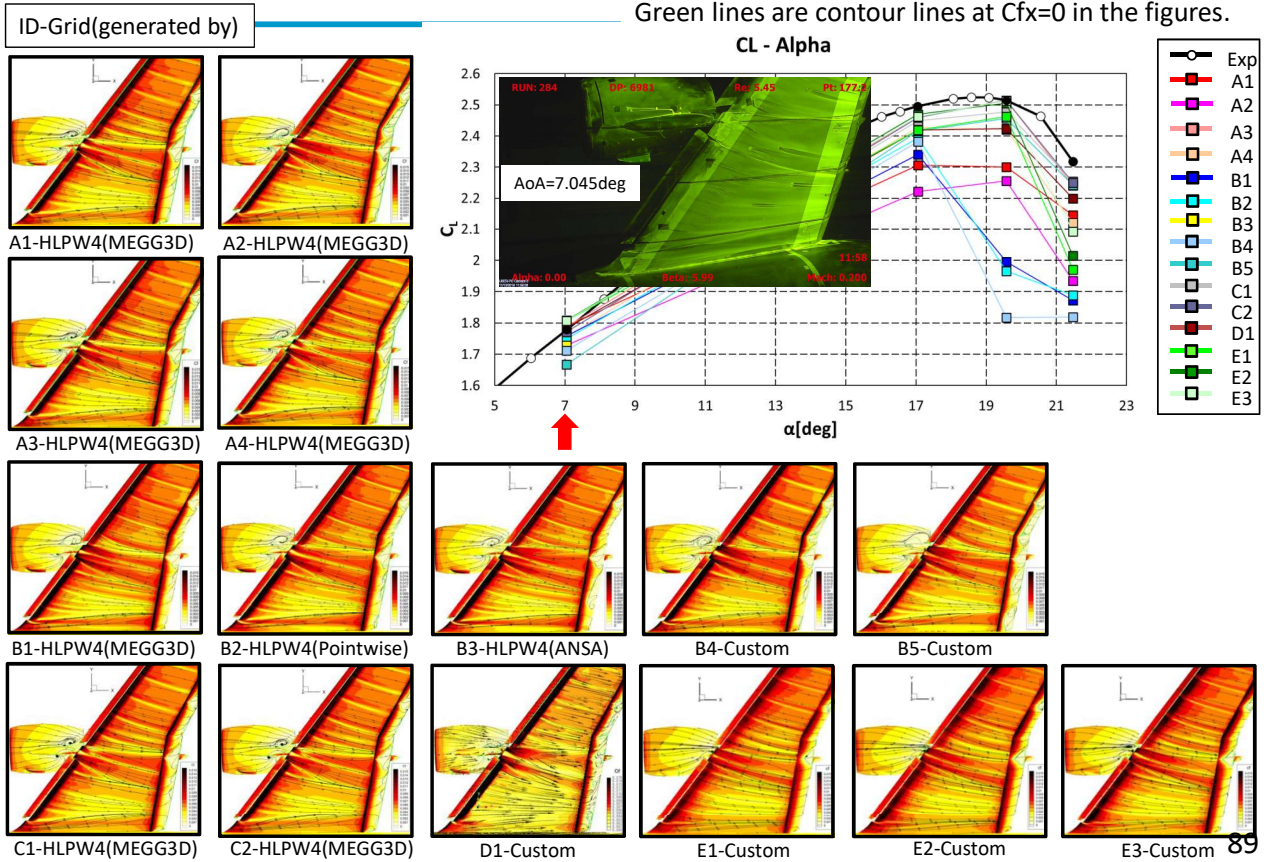 ID-Grid(generated by)
Green lines are contour lines at Cfx=0 in the figures.
CL - Alpha
2.6
2.5
2.4
2.3
2.2
2.1
2
1.9
1.8
1.7
1.6
CL
5
7
9
11
13
15
17
19
21
23
α[deg]
RUN: 284
DP: 6981
Re: 5.45
Pt: 177.2
AoA=7.045deg
11:58
Alpha: 0.00
Beta: 5.99
Mach: 0.200
Exp
A1
A2
A3
A4
B1
B2
B3
B4
B5
C1
C2
D1
E1
E2
E3
A1-HLPW4(MEGG3D)
A2-HLPW4(MEGG3D)
A3-HLPW4(MEGG3D)
A4-HLPW4(MEGG3D)
B1-HLPW4(MEGG3D)
B2-HLPW4(Pointwise)
B3-HLPW4(ANSA)
B4-Custom
B5-Custom
C1-HLPW4(MEGG3D)
C2-HLPW4(MEGG3D)
D1-Custom
E1-Custom
E2-Custom
E3-Custom
89